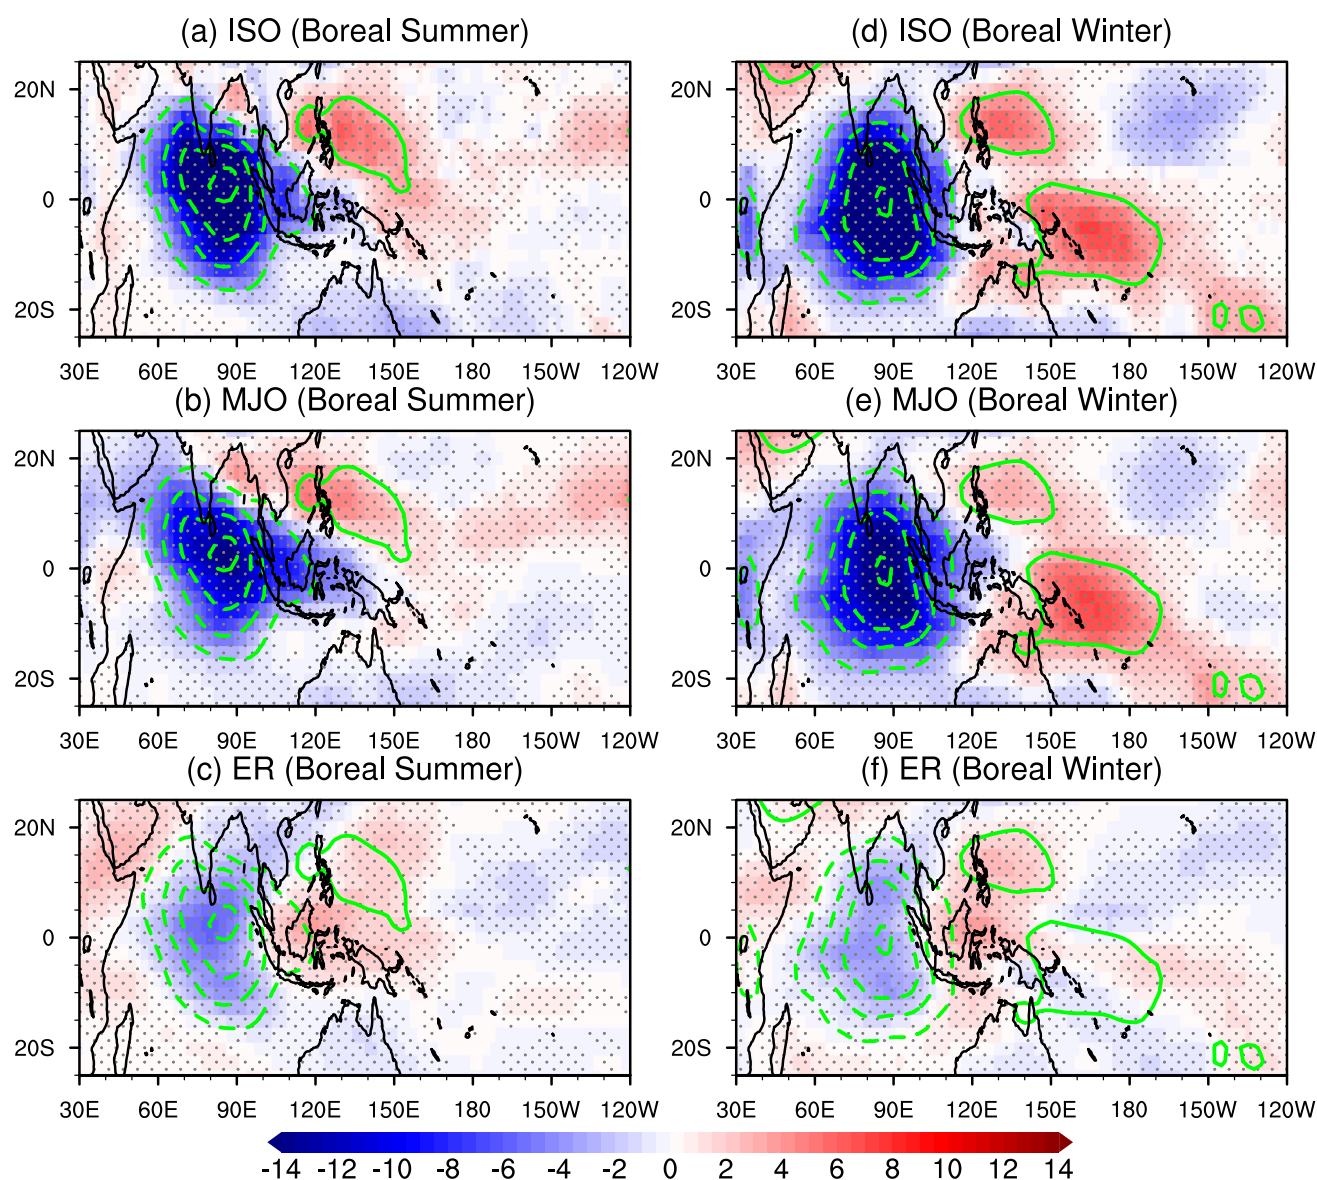 (a) ISO (Boreal Summer)
(d) ISO (Boreal Winter)
20N
0
20S
30E 60E 90E 120E 150E 180 150W 120W
20N
0
20S
30E 60E 90E 120E 150E 180 150W 120W
(b) MJO (Boreal Summer)
(e) MJO (Boreal Winter)
20N
0
20S
30E 60E 90E 120E 150E 180 150W 120W
20N
0
20S
30E 60E 90E 120E 150E 180 150W 120W
(c) ER (Boreal Summer)
(f) ER (Boreal Winter)
20N
0
20S
30E 60E 90E 120E 150E 180 150W 120W
20N
0
20S
30E 60E 90E 120E 150E 180 150W 120W
-14 -12 -10 -8 -6 -4 -2 0 2 4 6 8 10 12 14